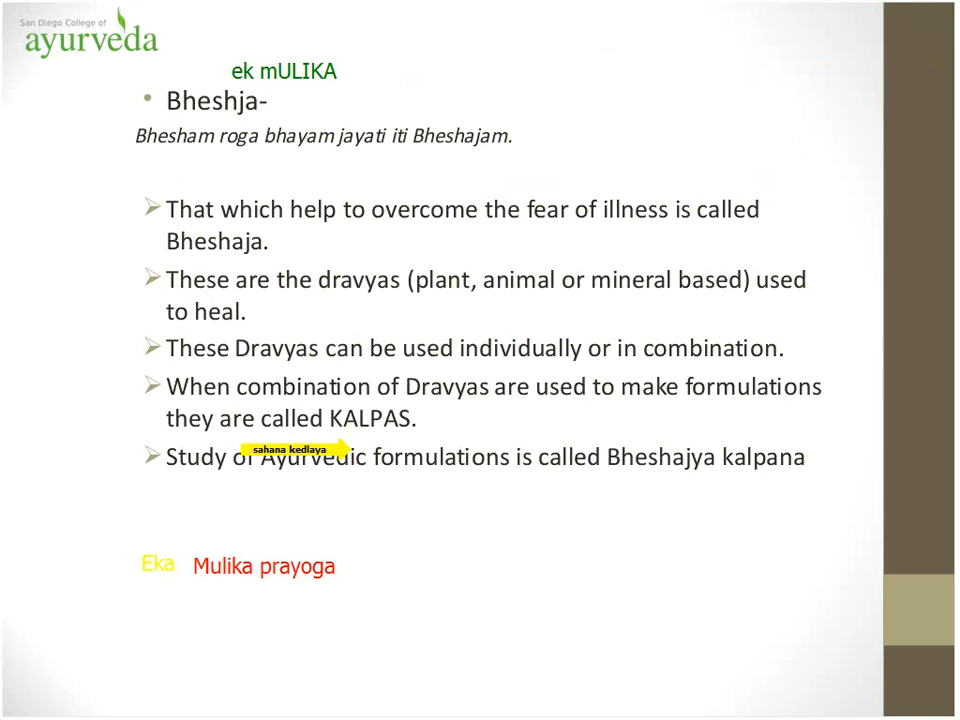 San Diego College of
ayurveda
ek mULIKA
• Bheshja-
Bhesham roga bhayam jayati iti Bheshajam.
That which help to overcome the fear of illness is called
Bheshaja.
These are the dravyas (plant, animal or mineral based) used
to heal.
These Dravyas can be used individually or in combination.
When combination of Dravyas are used to make formulations
they are called KALPAS.
sahana kedlaya
Study of Ayurvedic formulations is called Bheshajya kalpana
Eka Mulika prayoga